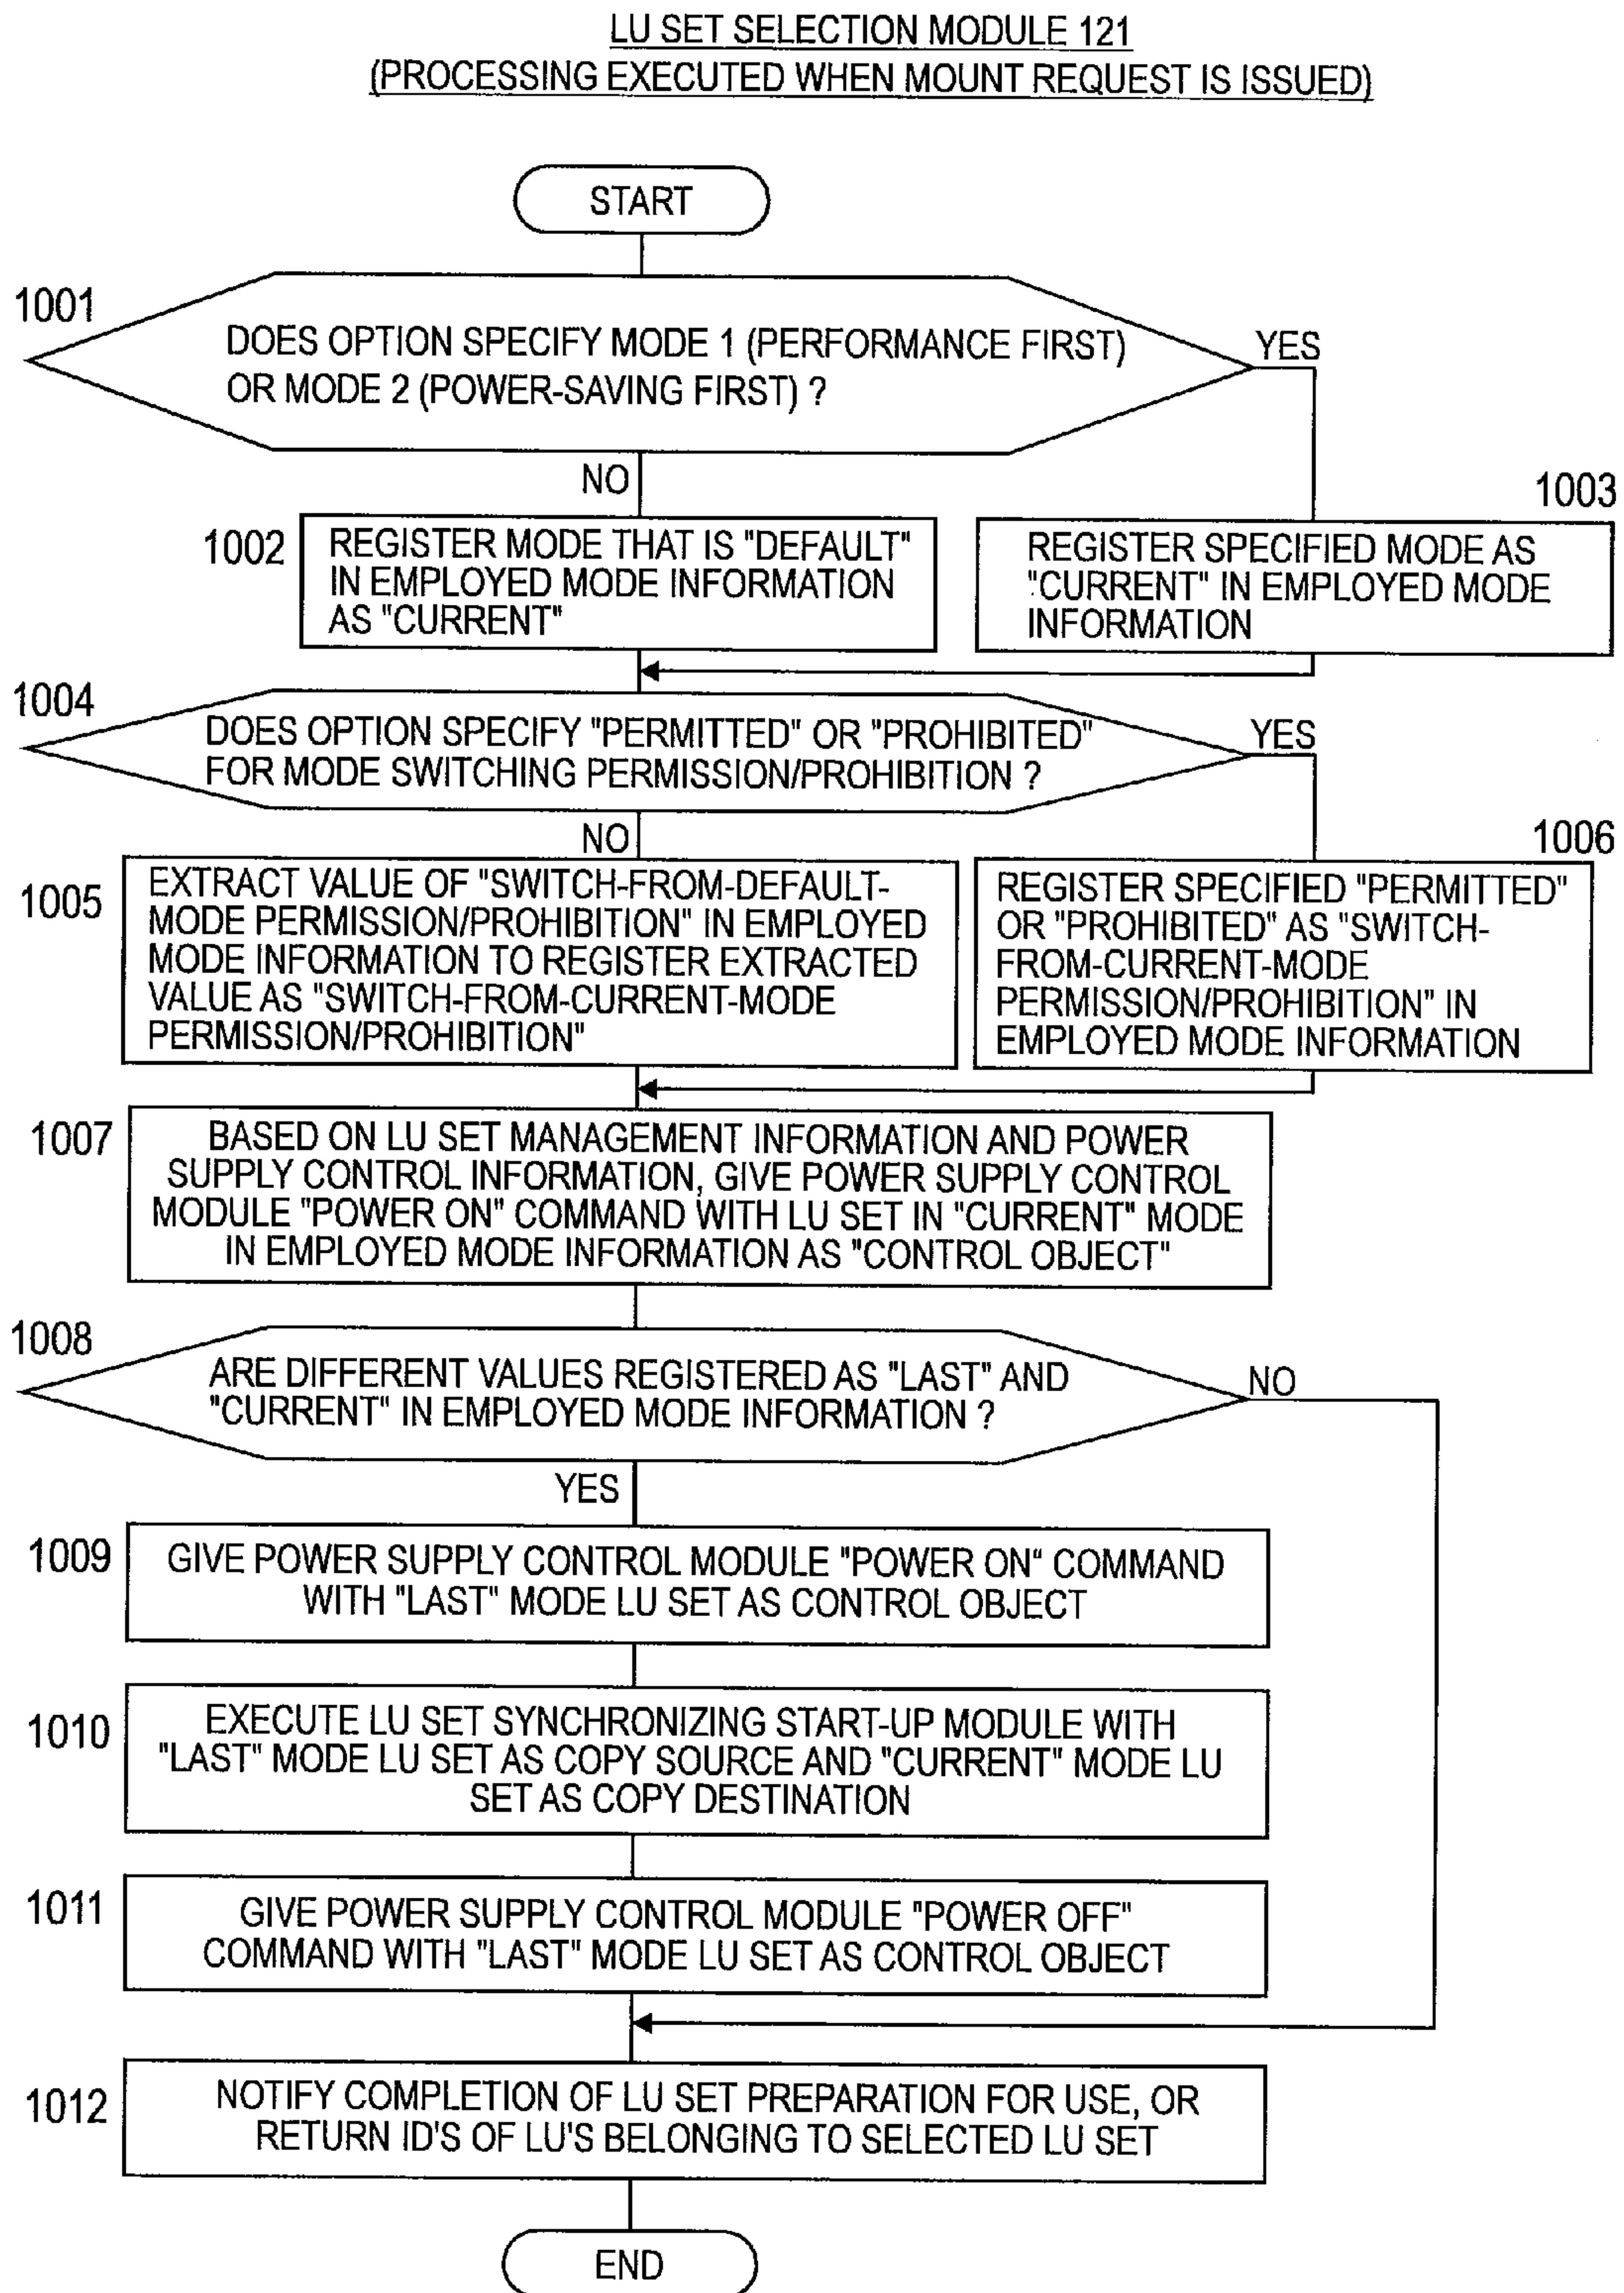 LU SET SELECTION MODULE 121
(PROCESSING EXECUTED WHEN MOUNT REQUEST IS ISSUED)
START
1001
DOES OPTION SPECIFY MODE 1 (PERFORMANCE FIRST)
OR MODE 2 (POWER-SAVING FIRST) ?
YES
NO
1002
REGISTER MODE THAT IS "DEFAULT"
IN EMPLOYED MODE INFORMATION
AS "CURRENT"
1003
REGISTER SPECIFIED MODE AS
"CURRENT" IN EMPLOYED MODE
INFORMATION
1004
DOES OPTION SPECIFY "PERMITTED" OR "PROHIBITED"
FOR MODE SWITCHING PERMISSION/PROHIBITION ?
YES
NO
1005
EXTRACT VALUE OF "SWITCH-FROM-DEFAULT-
MODE PERMISSION/PROHIBITION" IN EMPLOYED
MODE INFORMATION TO REGISTER EXTRACTED
VALUE AS "SWITCH-FROM-CURRENT-MODE
PERMISSION/PROHIBITION"
1006
REGISTER SPECIFIED "PERMITTED"
OR "PROHIBITED" AS "SWITCH-
FROM-CURRENT-MODE
PERMISSION/PROHIBITION" IN
EMPLOYED MODE INFORMATION
1007
BASED ON LU SET MANAGEMENT INFORMATION AND POWER
SUPPLY CONTROL INFORMATION, GIVE POWER SUPPLY CONTROL
MODULE "POWER ON" COMMAND WITH LU SET IN "CURRENT" MODE
IN EMPLOYED MODE INFORMATION AS "CONTROL OBJECT"
1008
ARE DIFFERENT VALUES REGISTERED AS "LAST" AND
"CURRENT" IN EMPLOYED MODE INFORMATION ?
NO
YES
1009
GIVE POWER SUPPLY CONTROL MODULE "POWER ON" COMMAND
WITH "LAST" MODE LU SET AS CONTROL OBJECT
1010
EXECUTE LU SET SYNCHRONIZING START-UP MODULE WITH
"LAST" MODE LU SET AS COPY SOURCE AND "CURRENT" MODE LU
SET AS COPY DESTINATION
1011
GIVE POWER SUPPLY CONTROL MODULE "POWER OFF"
COMMAND WITH "LAST" MODE LU SET AS CONTROL OBJECT
1012
NOTIFY COMPLETION OF LU SET PREPARATION FOR USE, OR
RETURN ID'S OF LU'S BELONGING TO SELECTED LU SET
END